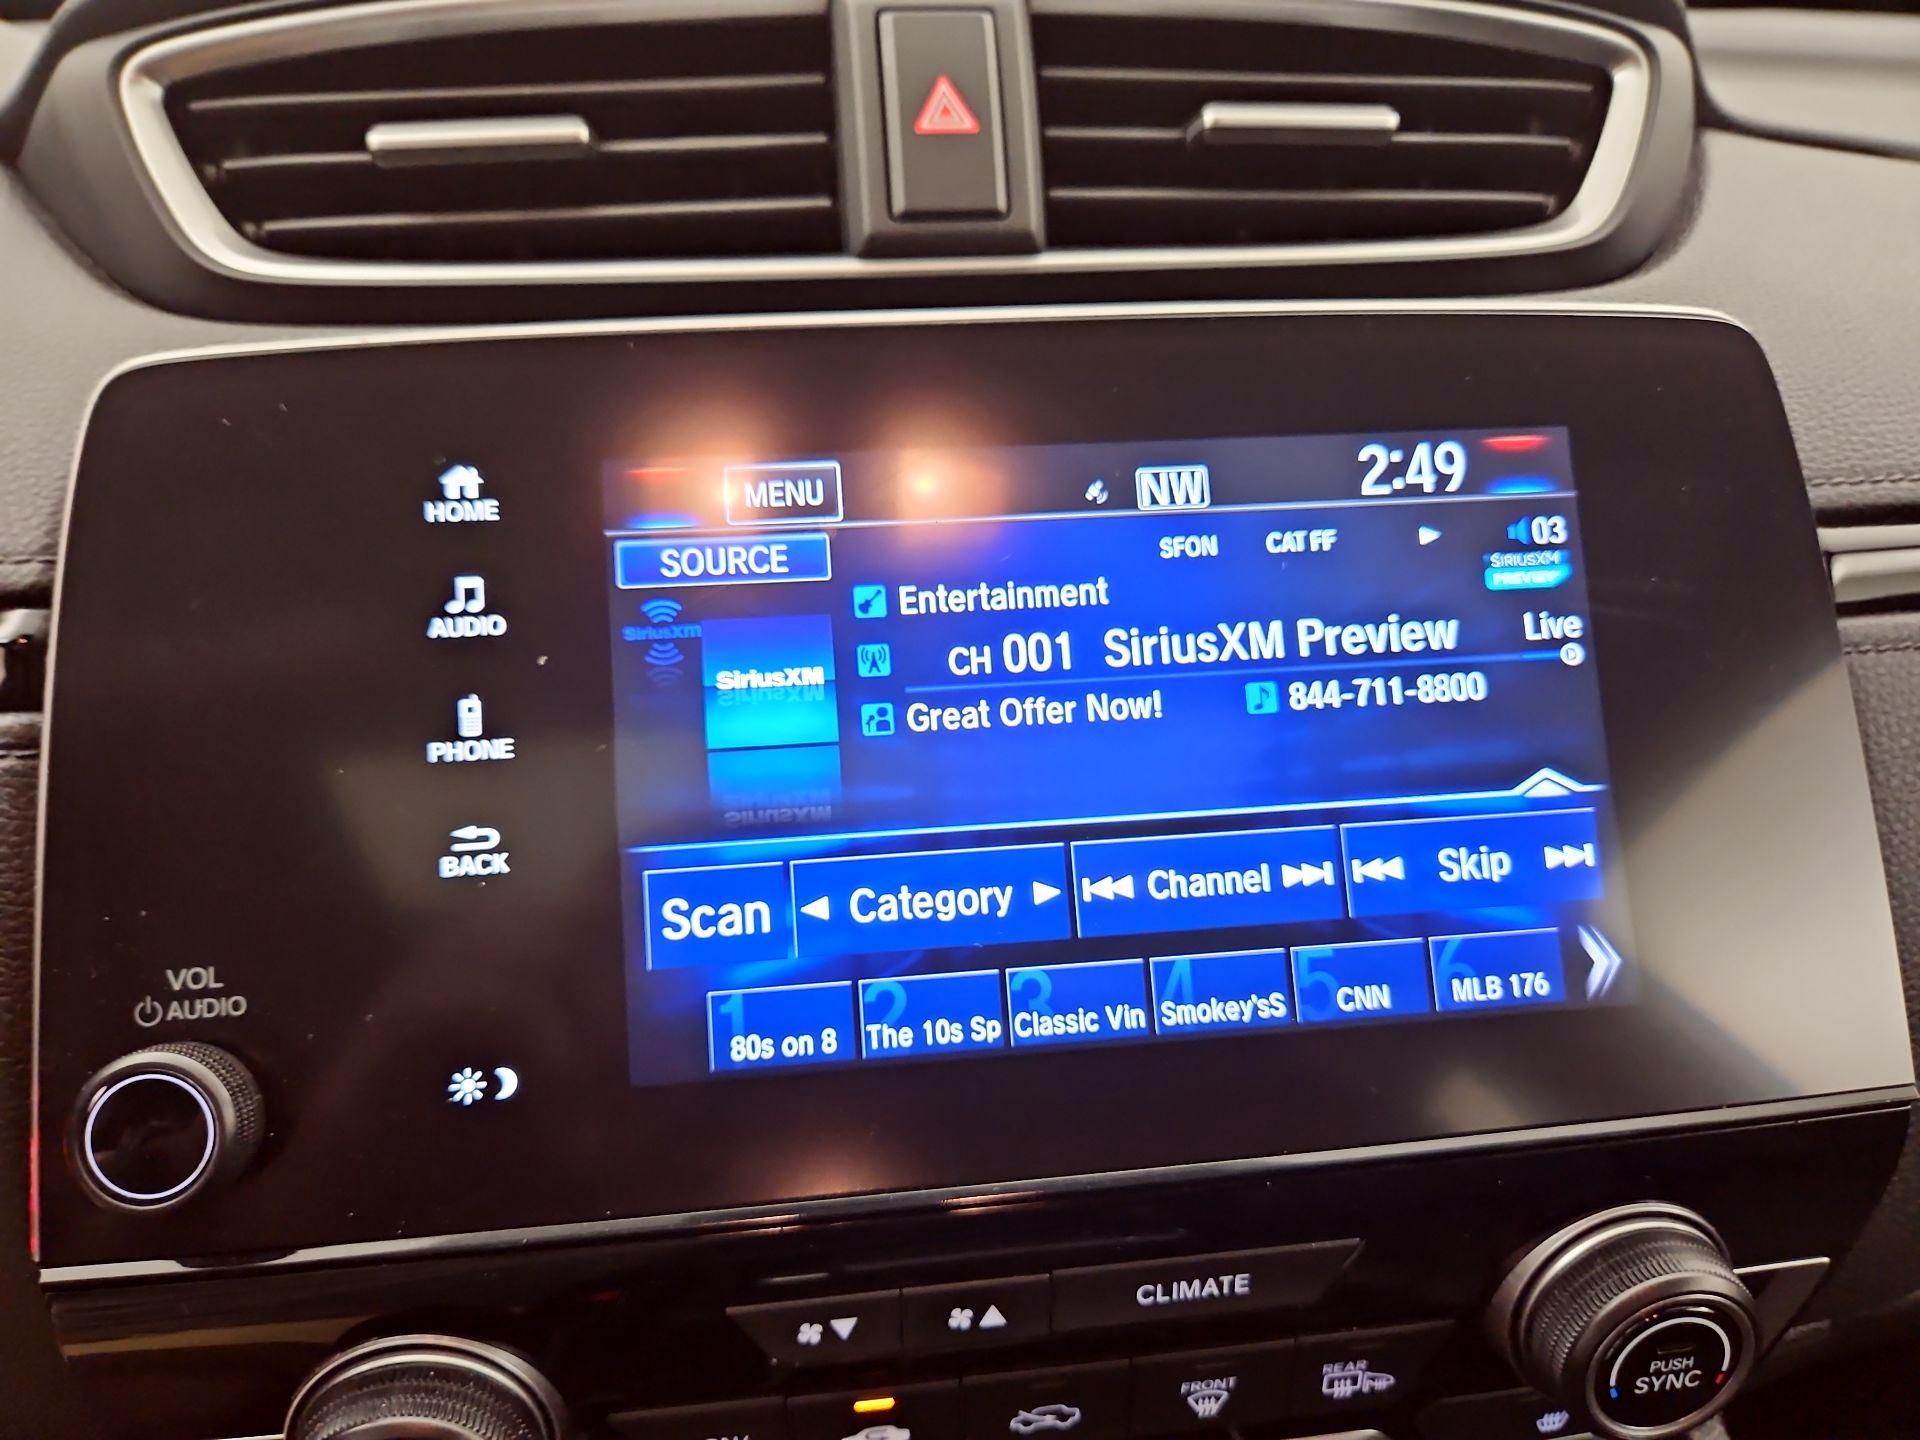 MENU
NW
2:49
HOME
SOURCE
SFON
CAT FF
03
SIRIUSXM
PREVIEW
Entertainment
SiriusXM
AUDIO
CH 001 SiriusXM Preview
Live
SiriusXM
Great Offer Now!
844-711-8800
PHONE
BACK
Scan
Category
Channel
Skip
VOL
AUDIO
1
80s on 8
2
The 10s Sp
3
Classic Vin
4
Smokey'sS
5
CNN
6
MLB 176
CLIMATE
FRONT
REAR
PUSH
SYNC